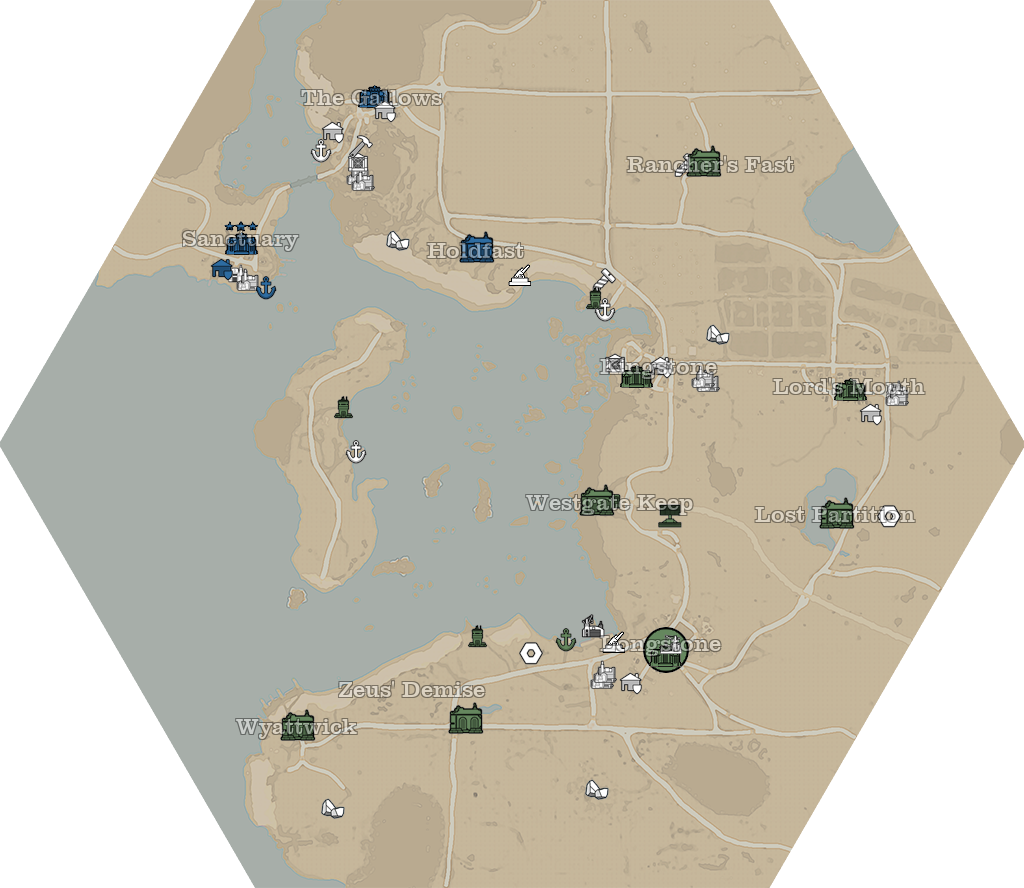 The Gallows
Rancher's Fast
Sanctuary
Holdfast
Kingstone
Lord's Mouth
Westgate Keep
Lost Partition
Longstone
Zeus' Demise
Wyattwick